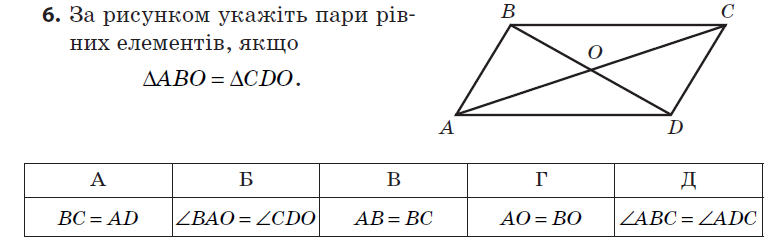 6. За рисунком укажіть пари рів-
них елементів, якщо
ΔABO = ΔCDO.
B
C
O
A
D
А Б В Г Д
BC = AD ∠BAO = ∠CDO AB = BC AO = BO ∠ABC = ∠ADC